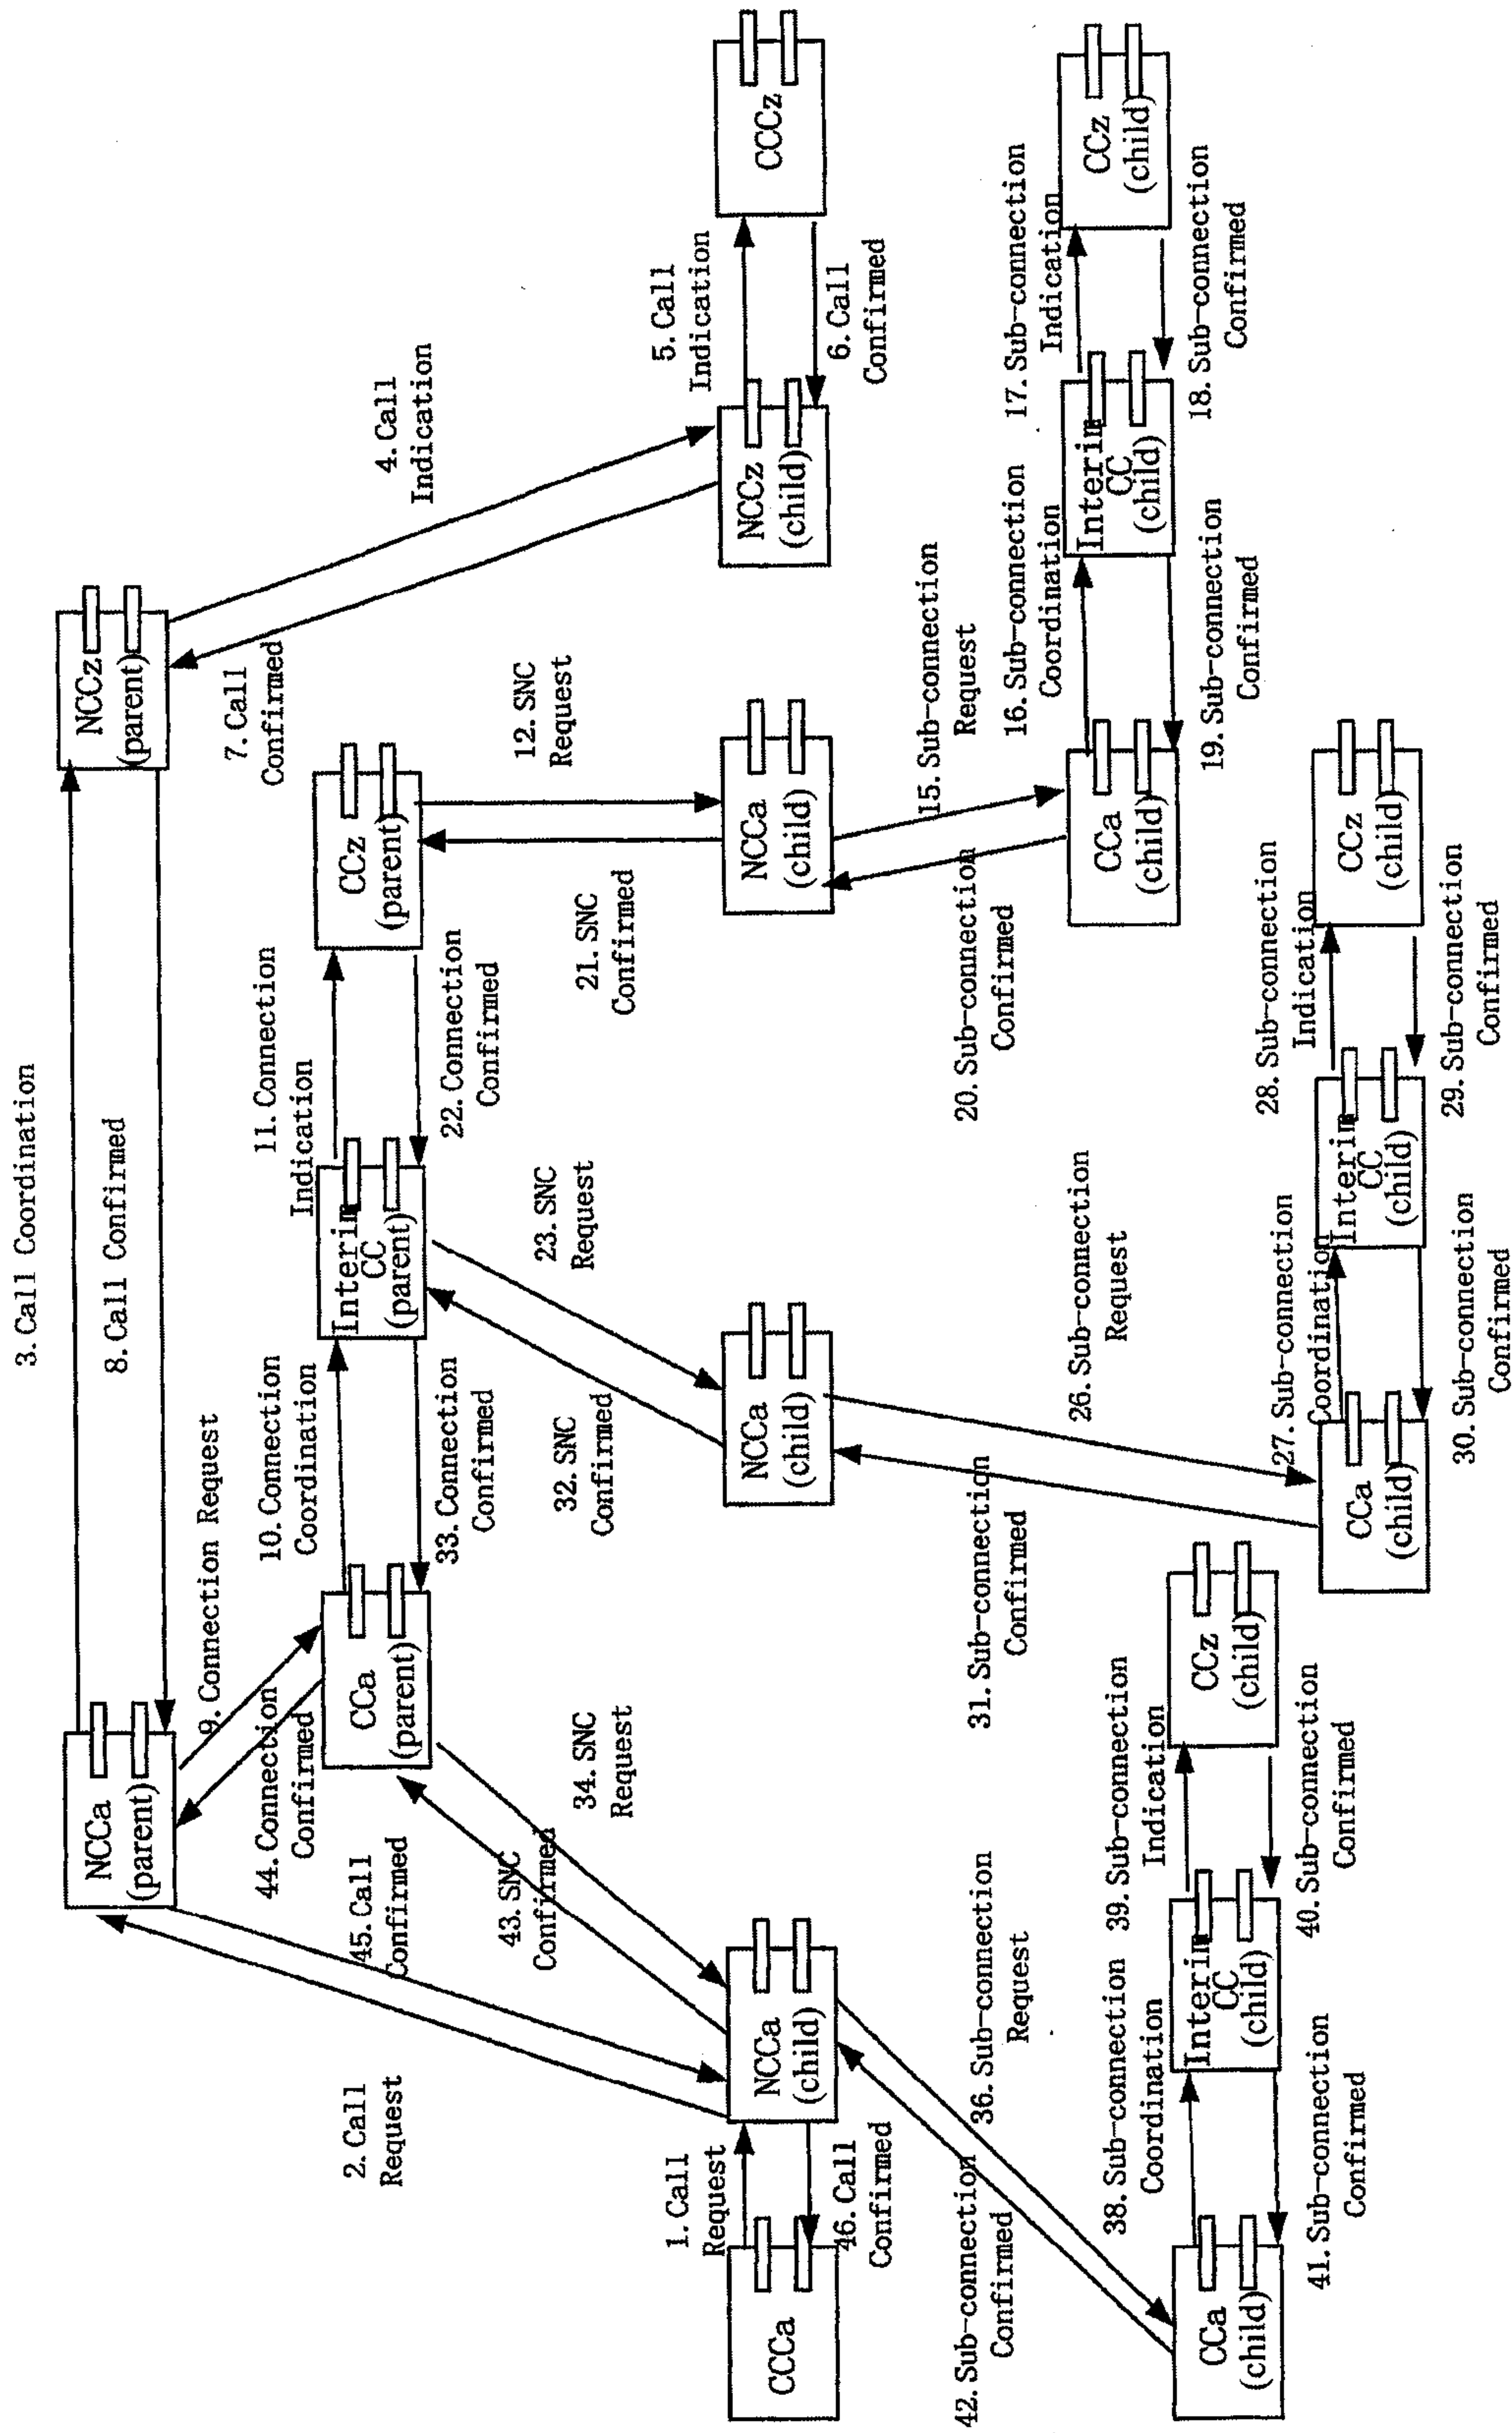 3. Call Coordination
8. Call Confirmed
NCCa
(parent)
NCCz
(parent)
9. Connection Request
44. Connection
Confirmed
10. Connection
Coordination
11. Connection
Indication
7. Call
Confirmed
4. Call
Indication
CCa
(parent)
Interim
CC
(parent)
CCz
(parent)
2. Call
Request
45. Call
Confirmed
43. SNC
Confirmed
34. SNC
Request
33. Connection
Confirmed
32. SNC
Confirmed
23. SNC
Request
22. Connection
Confirmed
21. SNC
Confirmed
12. SNC
Request
5. Call
Indication
1. Call
Request
CCCa
NCCa
(child)
NCCa
(child)
NCCa
(child)
NCCz
(child)
CCCz
46. Call
Confirmed
6. Call
Confirmed
42. Sub-connection
Confirmed
36. Sub-connection
Request
31. Sub-connection
Confirmed
26. Sub-connection
Request
20. Sub-connection
Confirmed
15. Sub-connection
Request
16. Sub-connection
Coordination
17. Sub-connection
Indication
CCa
(child)
Interim
CC
(child)
CCz
(child)
19. Sub-connection
Confirmed
18. Sub-connection
Confirmed
38. Sub-connection
Coordination
39. Sub-connection
Indication
CCa
(child)
Interim
CC
(child)
CCz
(child)
41. Sub-connection
Confirmed
40. Sub-connection
Confirmed
27. Sub-connection
Coordination
28. Sub-connection
Indication
CCa
(child)
Interim
CC
(child)
CCz
(child)
30. Sub-connection
Confirmed
29. Sub-connection
Confirmed